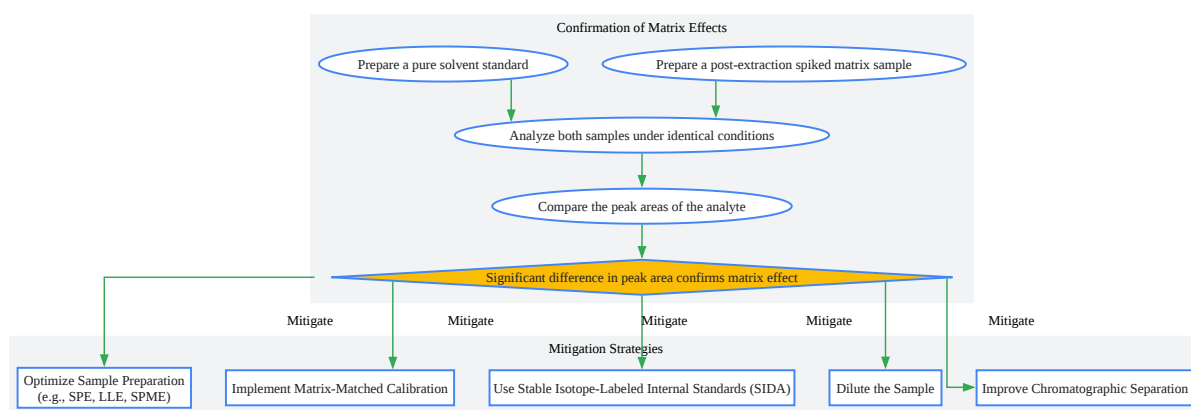 Confirmation of Matrix Effects
Prepare a pure solvent standard
Prepare a post-extraction spiked matrix sample
Analyze both samples under identical conditions
Compare the peak areas of the analyte
Significant difference in peak area confirms matrix effect
Mitigate
Mitigate
Mitigate
Mitigate
Mitigate
Mitigation Strategies
Optimize Sample Preparation
(e.g., SPE, LLE, SPME)
Implement Matrix-Matched Calibration
Use Stable Isotope-Labeled Internal Standards (SIDA)
Dilute the Sample
Improve Chromatographic Separation